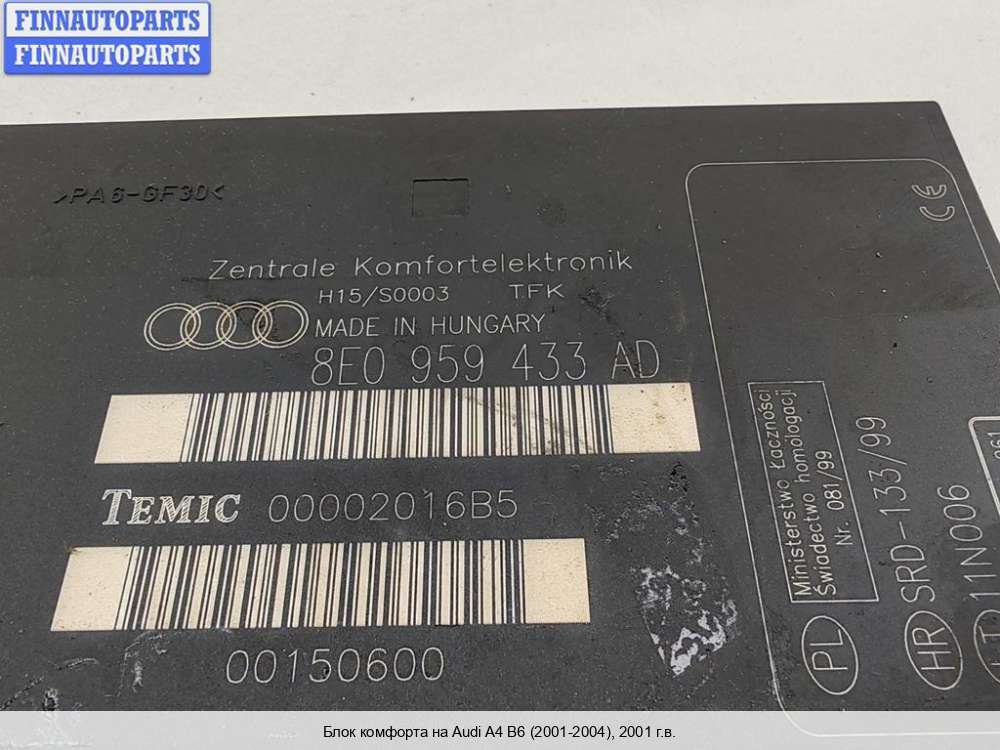 FINNAUTOPARTS
FINNAUTOPARTS
>PA6-GF30<
Zentrale Komfortelektronik
H15/S0003 TFK
MADE IN HUNGARY
8E0 959 433 AD
TEMIC 00002016B5
00150600
CE
Ministerstwo Łączności
Świadectwo homologacji
Nr. 081/99
PL
HR SRD-133/99
11N006
Блок комфорта на Audi A4 B6 (2001-2004), 2001 г.в.